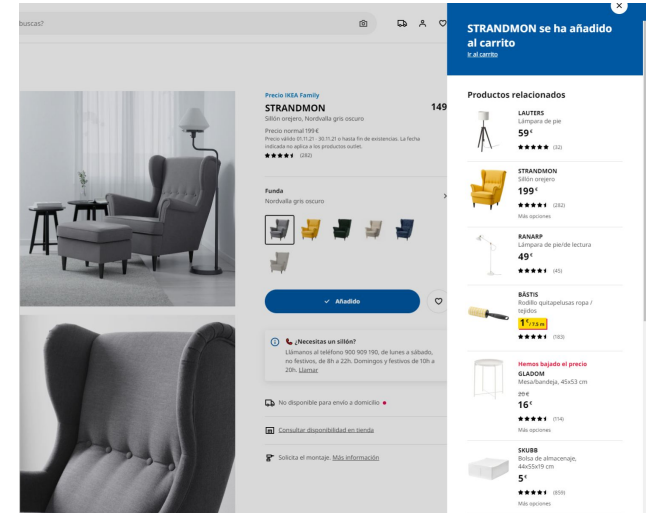 buscas?
Precio IKEA Family
STRANDMON
149
Sillón orejero, Nordvalla gris oscuro
Precio normal 199€
Precio válido 01.11.21 - 30.11.21 o hasta fin de existencias. La fecha
indicada no aplica a los productos outlet.
(282)
Funda
Nordvalla gris oscuro
Añadido
¿Necesitas un sillón?
Llámanos al teléfono 900 909 190, de lunes a sábado,
no festivos, de 8h a 22h. Domingos y festivos de 10h a
20h. Llamar
No disponible para envío a domicilio
Consultar disponibilidad en tienda
Solicita el montaje. Más información
STRANDMON se ha añadido
al carrito
Ir al carrito
Productos relacionados
LAUTERS
Lámpara de pie
59€
(32)
STRANDMON
Sillón orejero
199€
(282)
Más opciones
RANARP
Lámpara de pie/de lectura
49€
(45)
BÄSTIS
Rodillo quitapelusas ropa /
tejidos
1€/7.5 m
(183)
Hemos bajado el precio
GLADOM
Mesa/bandeja, 45x53 cm
20€
16€
(114)
Más opciones
SKUBB
Bolsa de almacenaje,
44x55x19 cm
5€
(859)
Más opciones